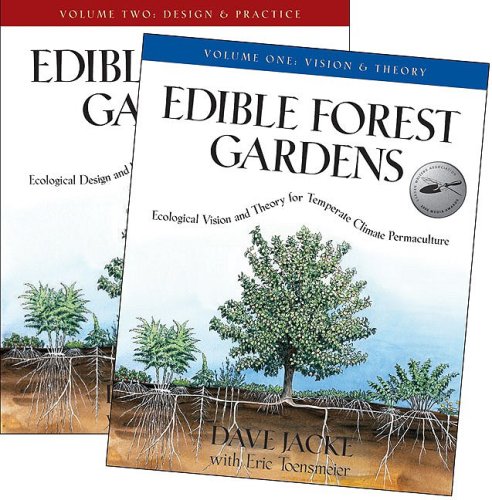 VOLUME TWO: DESIGN & PRACTICE
EDIBL
GA
Ecological Design and
VOLUME ONE: VISION & THEORY
EDIBLE FOREST
GARDENS
Ecological Vision and Theory for Temperate Climate Permaculture
DAVE JACKE
with Eric Toensmeier